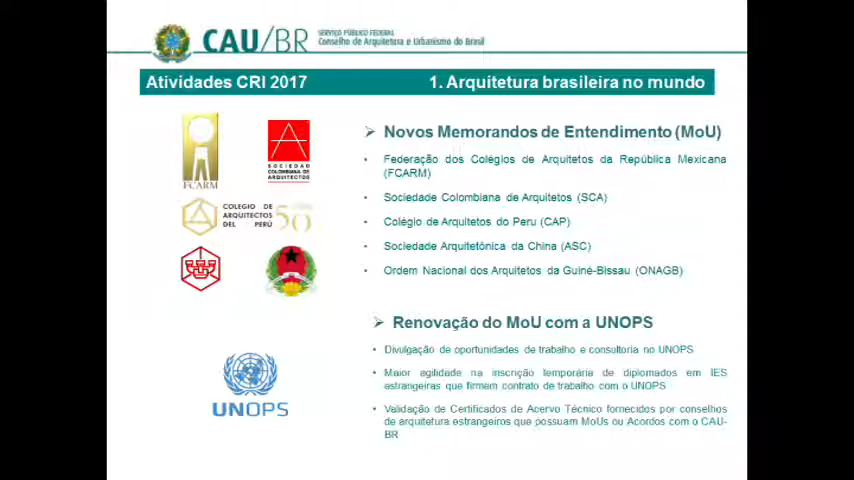 CAU/BR
SERVIÇO PÚBLICO FEDERAL
Conselho de Arquitetura e Urbanismo do Brasil
Atividades CRI 2017
1. Arquitetura brasileira no mundo
FCARM
SOCIEDAD
COLOMBIANA DE
ARQUITECTOS
COLEGIO DE
ARQUITECTOS
DEL PERÚ
50
➢ Novos Memorandos de Entendimento (MoU)
• Federação dos Colégios de Arquitetos da República Mexicana
(FCARM)
• Sociedade Colombiana de Arquitetos (SCA)
• Colégio de Arquitetos do Peru (CAP)
• Sociedade Arquitetônica da China (ASC)
• Ordem Nacional dos Arquitetos da Guiné-Bissau (ONAGB)
➢ Renovação do MoU com a UNOPS
• Divulgação de oportunidades de trabalho e consultoria no UNOPS
• Maior agilidade na inscrição temporária de diplomados em IES
estrangeiras que firmam contrato de trabalho com o UNOPS
• Validação de Certificados de Acervo Técnico fornecidos por conselhos
de arquitetura estrangeiros que possuam MoUs ou Acordos com o CAU-
BR
UNOPS